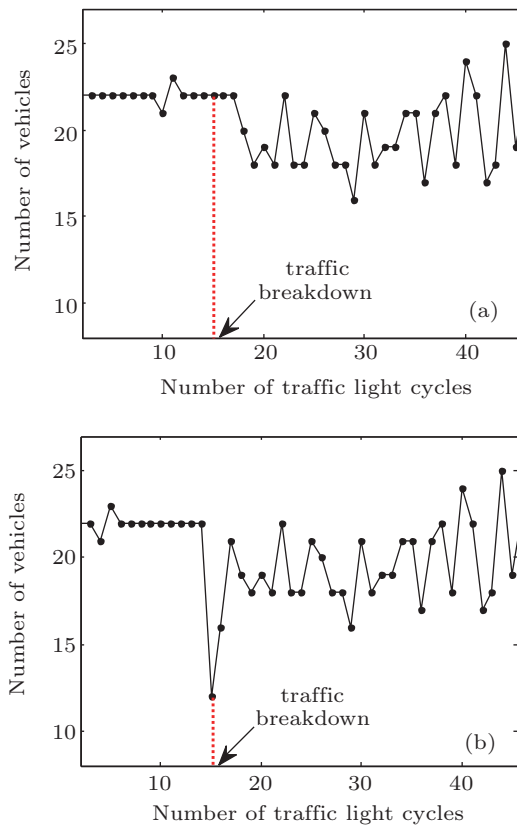 25
20
15
10
Number of vehicles
traffic
breakdown
(a)
10 20 30 40
Number of traffic light cycles
25
20
15
10
Number of vehicles
traffic
breakdown
(b)
10 20 30 40
Number of traffic light cycles